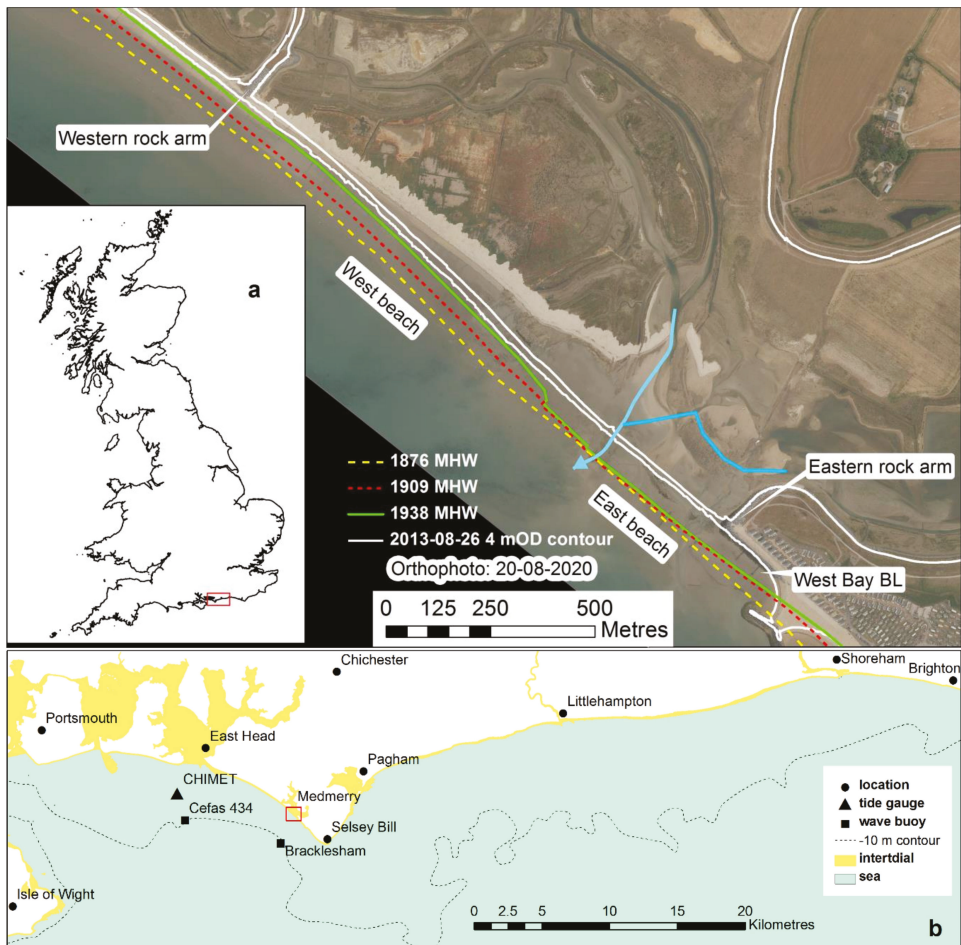 Western rock arm
a
West beach
1876 MHW
1909 MHW
1938 MHW
2013-08-26 4 mOD contour
Orthophoto: 20-08-2020
0 125 250 500
Metres
East beach
Eastern rock arm
West Bay BL
Chichester
Shoreham
Brighton
Portsmouth
Littlehampton
East Head
Pagham
CHIMET
Medmerry
Cefas 434
Selsey Bill
Bracklesham
Isle of Wight
location
tide gauge
wave buoy
-10 m contour
intertdial
sea
0 2.5 5 10 15 20
Kilometres
b